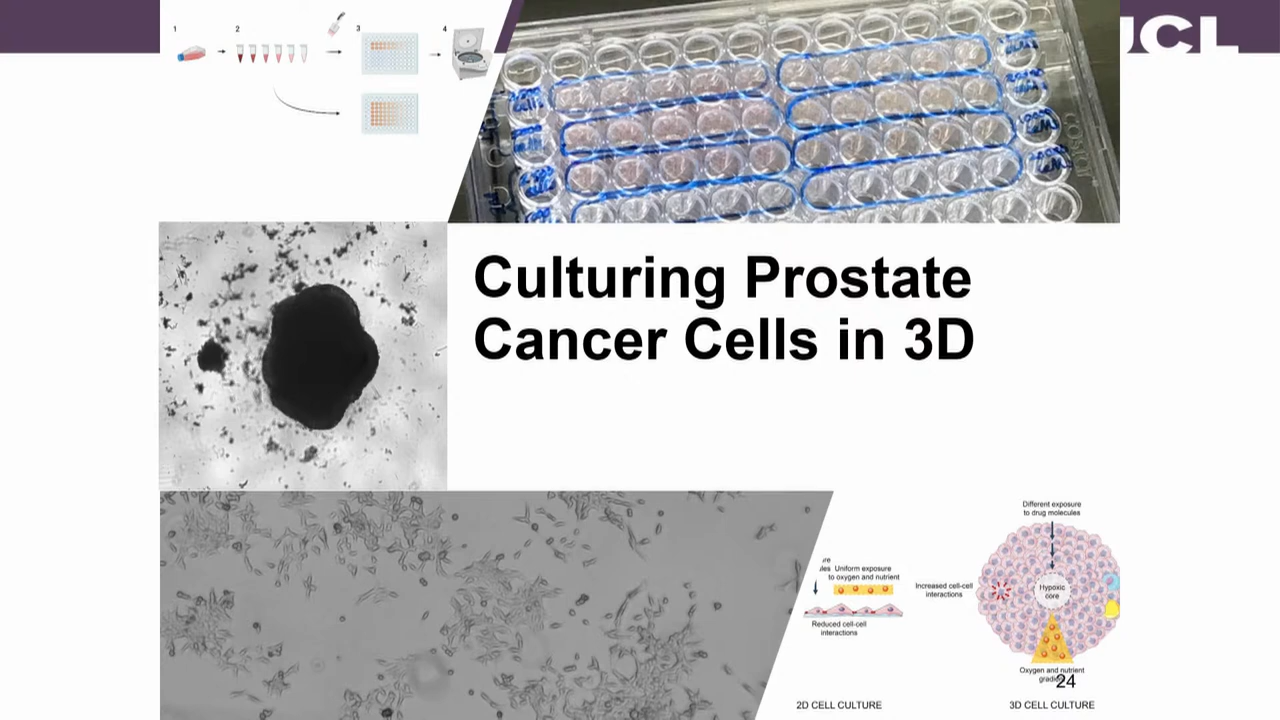 1
2
3
4
UCL
COSTAR
Culturing Prostate
Cancer Cells in 3D
Different exposure
to drug molecules
Uniform exposure
to oxygen and nutrient
Reduced cell-cell
interactions
Increased cell-cell
interactions
Hypoxic
core
Oxygen and nutrient
24
2D CELL CULTURE
3D CELL CULTURE